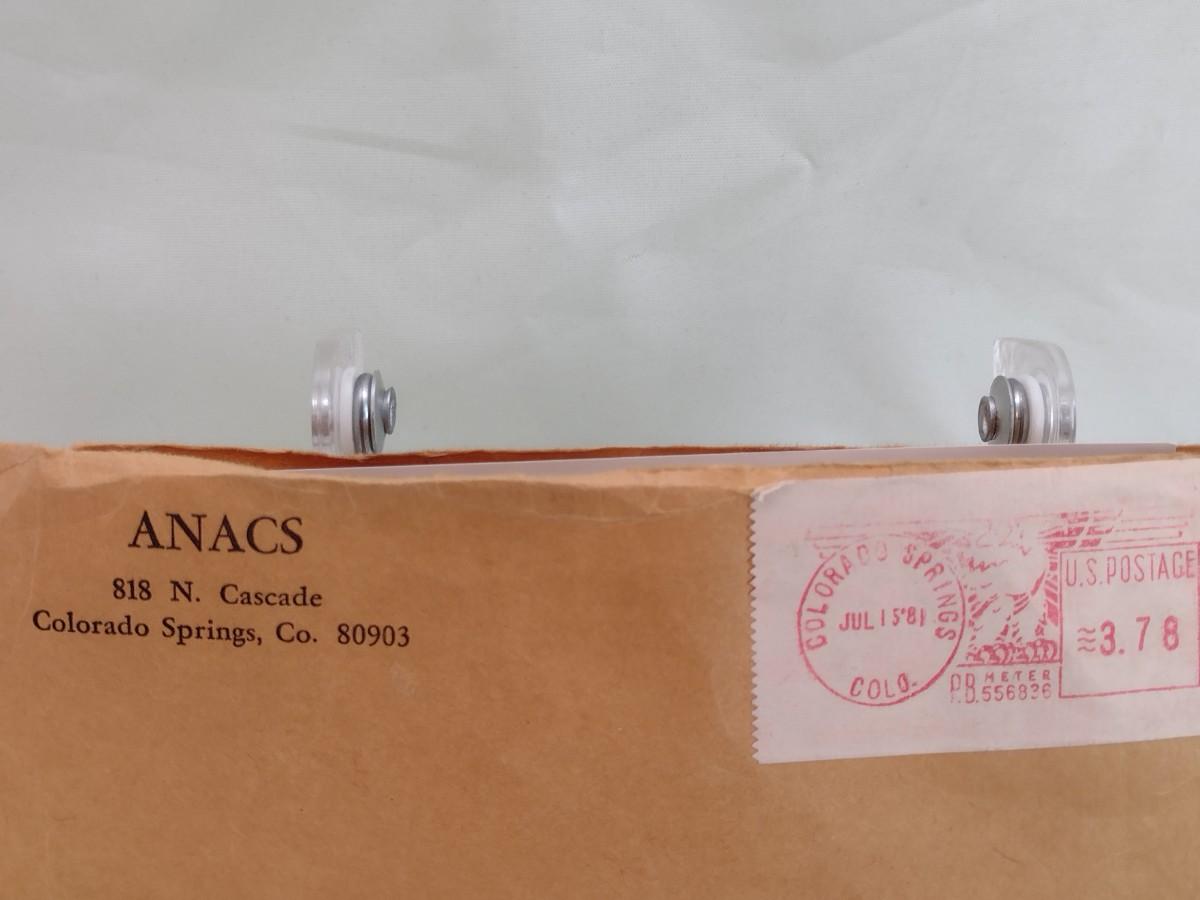 ANACS
818 N. Cascade
Colorado Springs, Co. 80903
COLORADO SPRINGS
JUL 15'81
COLO.
P.B. METER
556836
U.S.POSTAGE
≈3.78